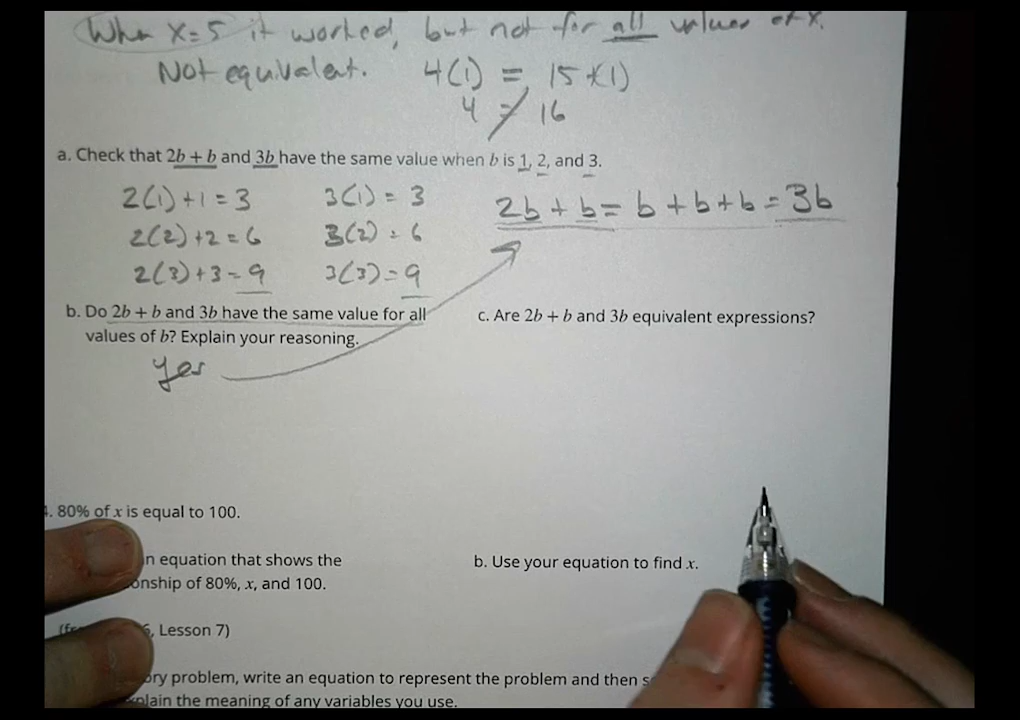 When x=5 it worked, but not for all values of x.
Not equivalent. 4(1) = 15+(1)
4 ≠ 16
a. Check that 2b + b and 3b have the same value when b is 1, 2, and 3.
2(1)+1=3 3(1)=3 2b+b=b+b+b=3b
2(2)+2=6 3(2)=6
2(3)+3=9 3(3)=9
b. Do 2b + b and 3b have the same value for all
values of b? Explain your reasoning.
yes
c. Are 2b + b and 3b equivalent expressions?
. 80% of x is equal to 100.
n equation that shows the
onship of 80%, x, and 100.
b. Use your equation to find x.
, Lesson 7)
ory problem, write an equation to represent the problem and then s
plain the meaning of any variables you use.